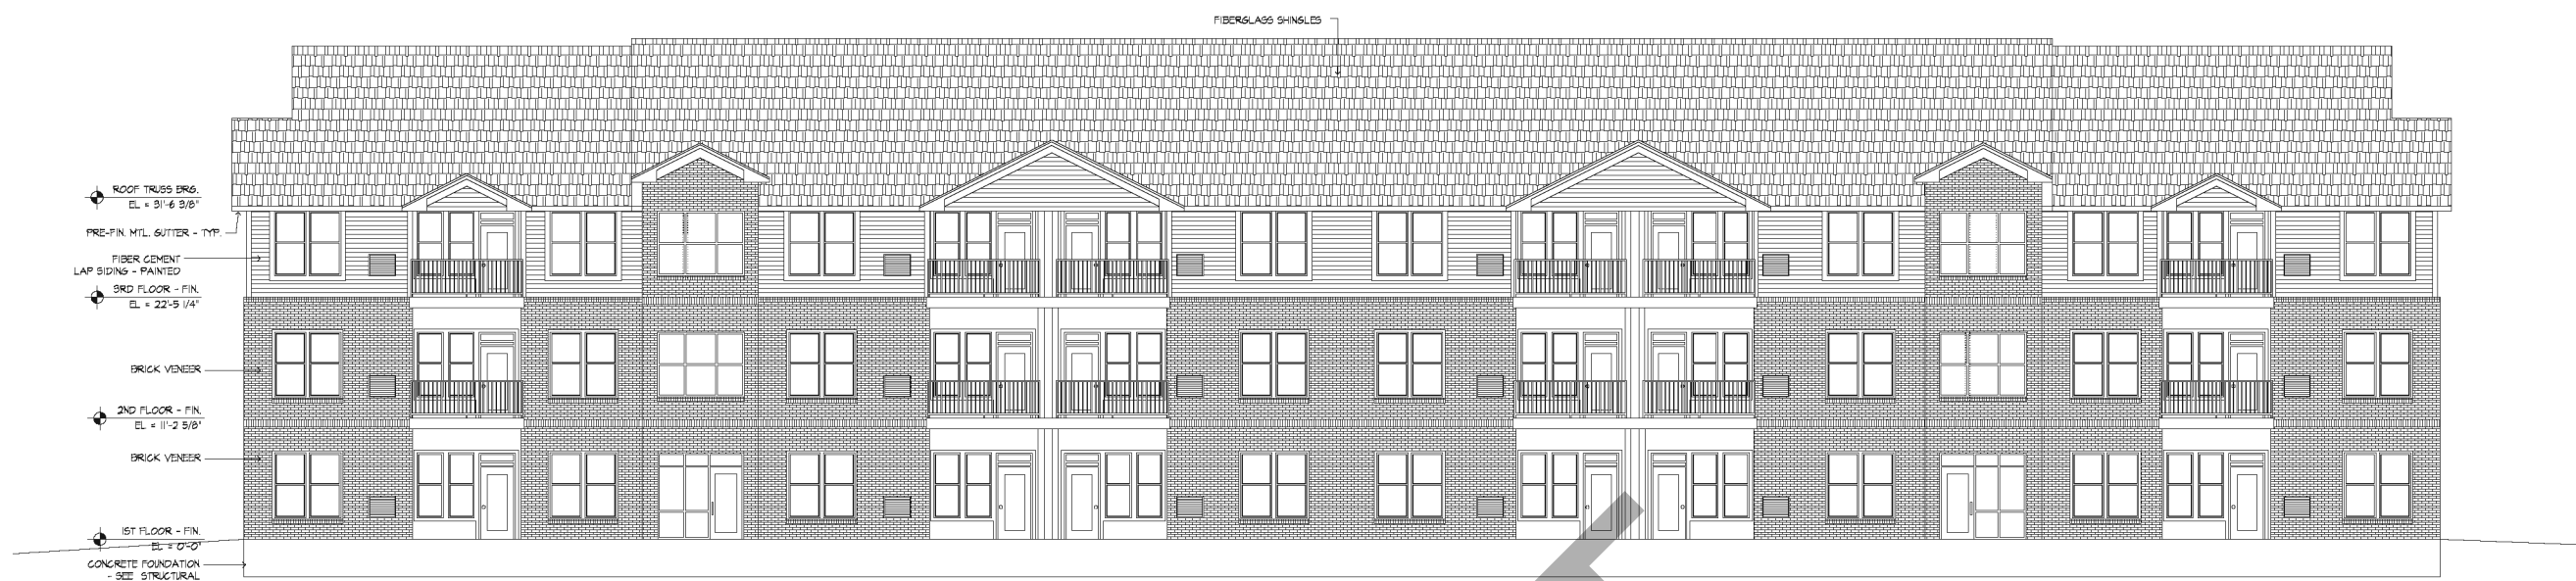 FIBERGLASS SHINGLES
ROOF TRUSS BRG.
EL = 31'-6 3/8"
PRE-FIN. MTL. GUTTER - TYP.
FIBER CEMENT
LAP SIDING - PAINTED
3RD FLOOR - FIN.
EL = 22'-5 1/4"
BRICK VENEER
2ND FLOOR - FIN.
EL = 11'-2 5/8"
BRICK VENEER
1ST FLOOR - FIN.
EL = 0'-0"
CONCRETE FOUNDATION
- SEE STRUCTURAL